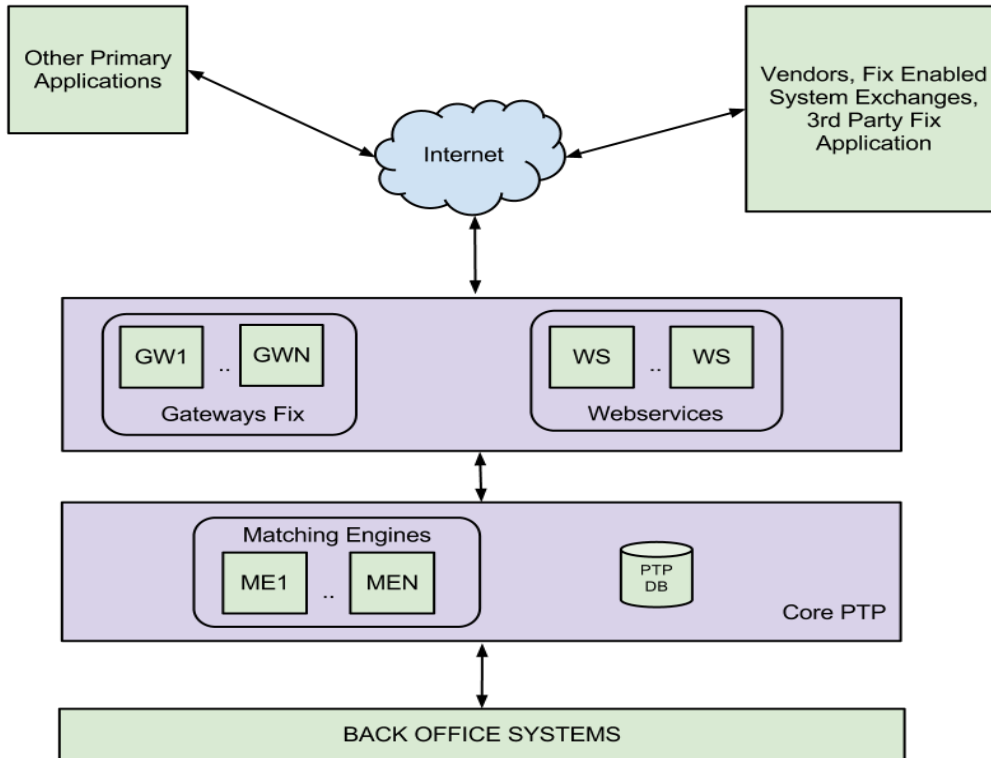 Other Primary
Applications
Vendors, Fix Enabled
System Exchanges,
3rd Party Fix
Application
Internet
GW1 .. GWN
Gateways Fix
WS .. WS
Webservices
Matching Engines
ME1 .. MEN
PTP
DB
Core PTP
BACK OFFICE SYSTEMS